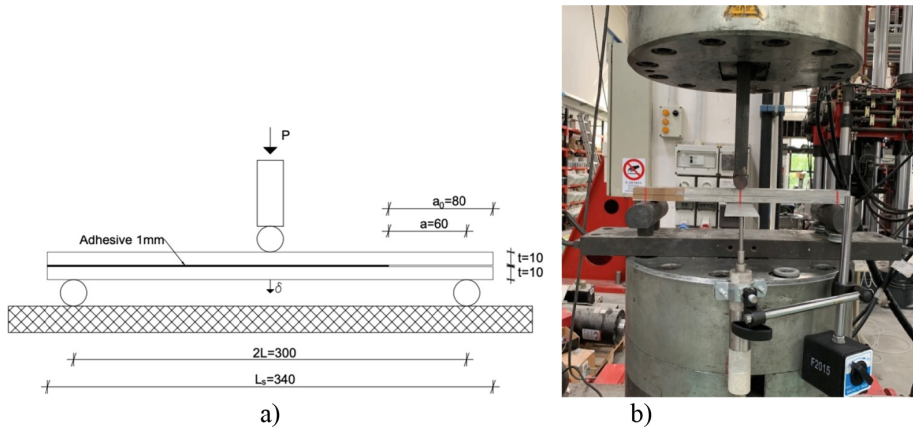 P
a₀=80
a=60
Adhesive 1mm
t=10
t=10
δ
2L=300
Lₛ=340
F2015
a)
b)